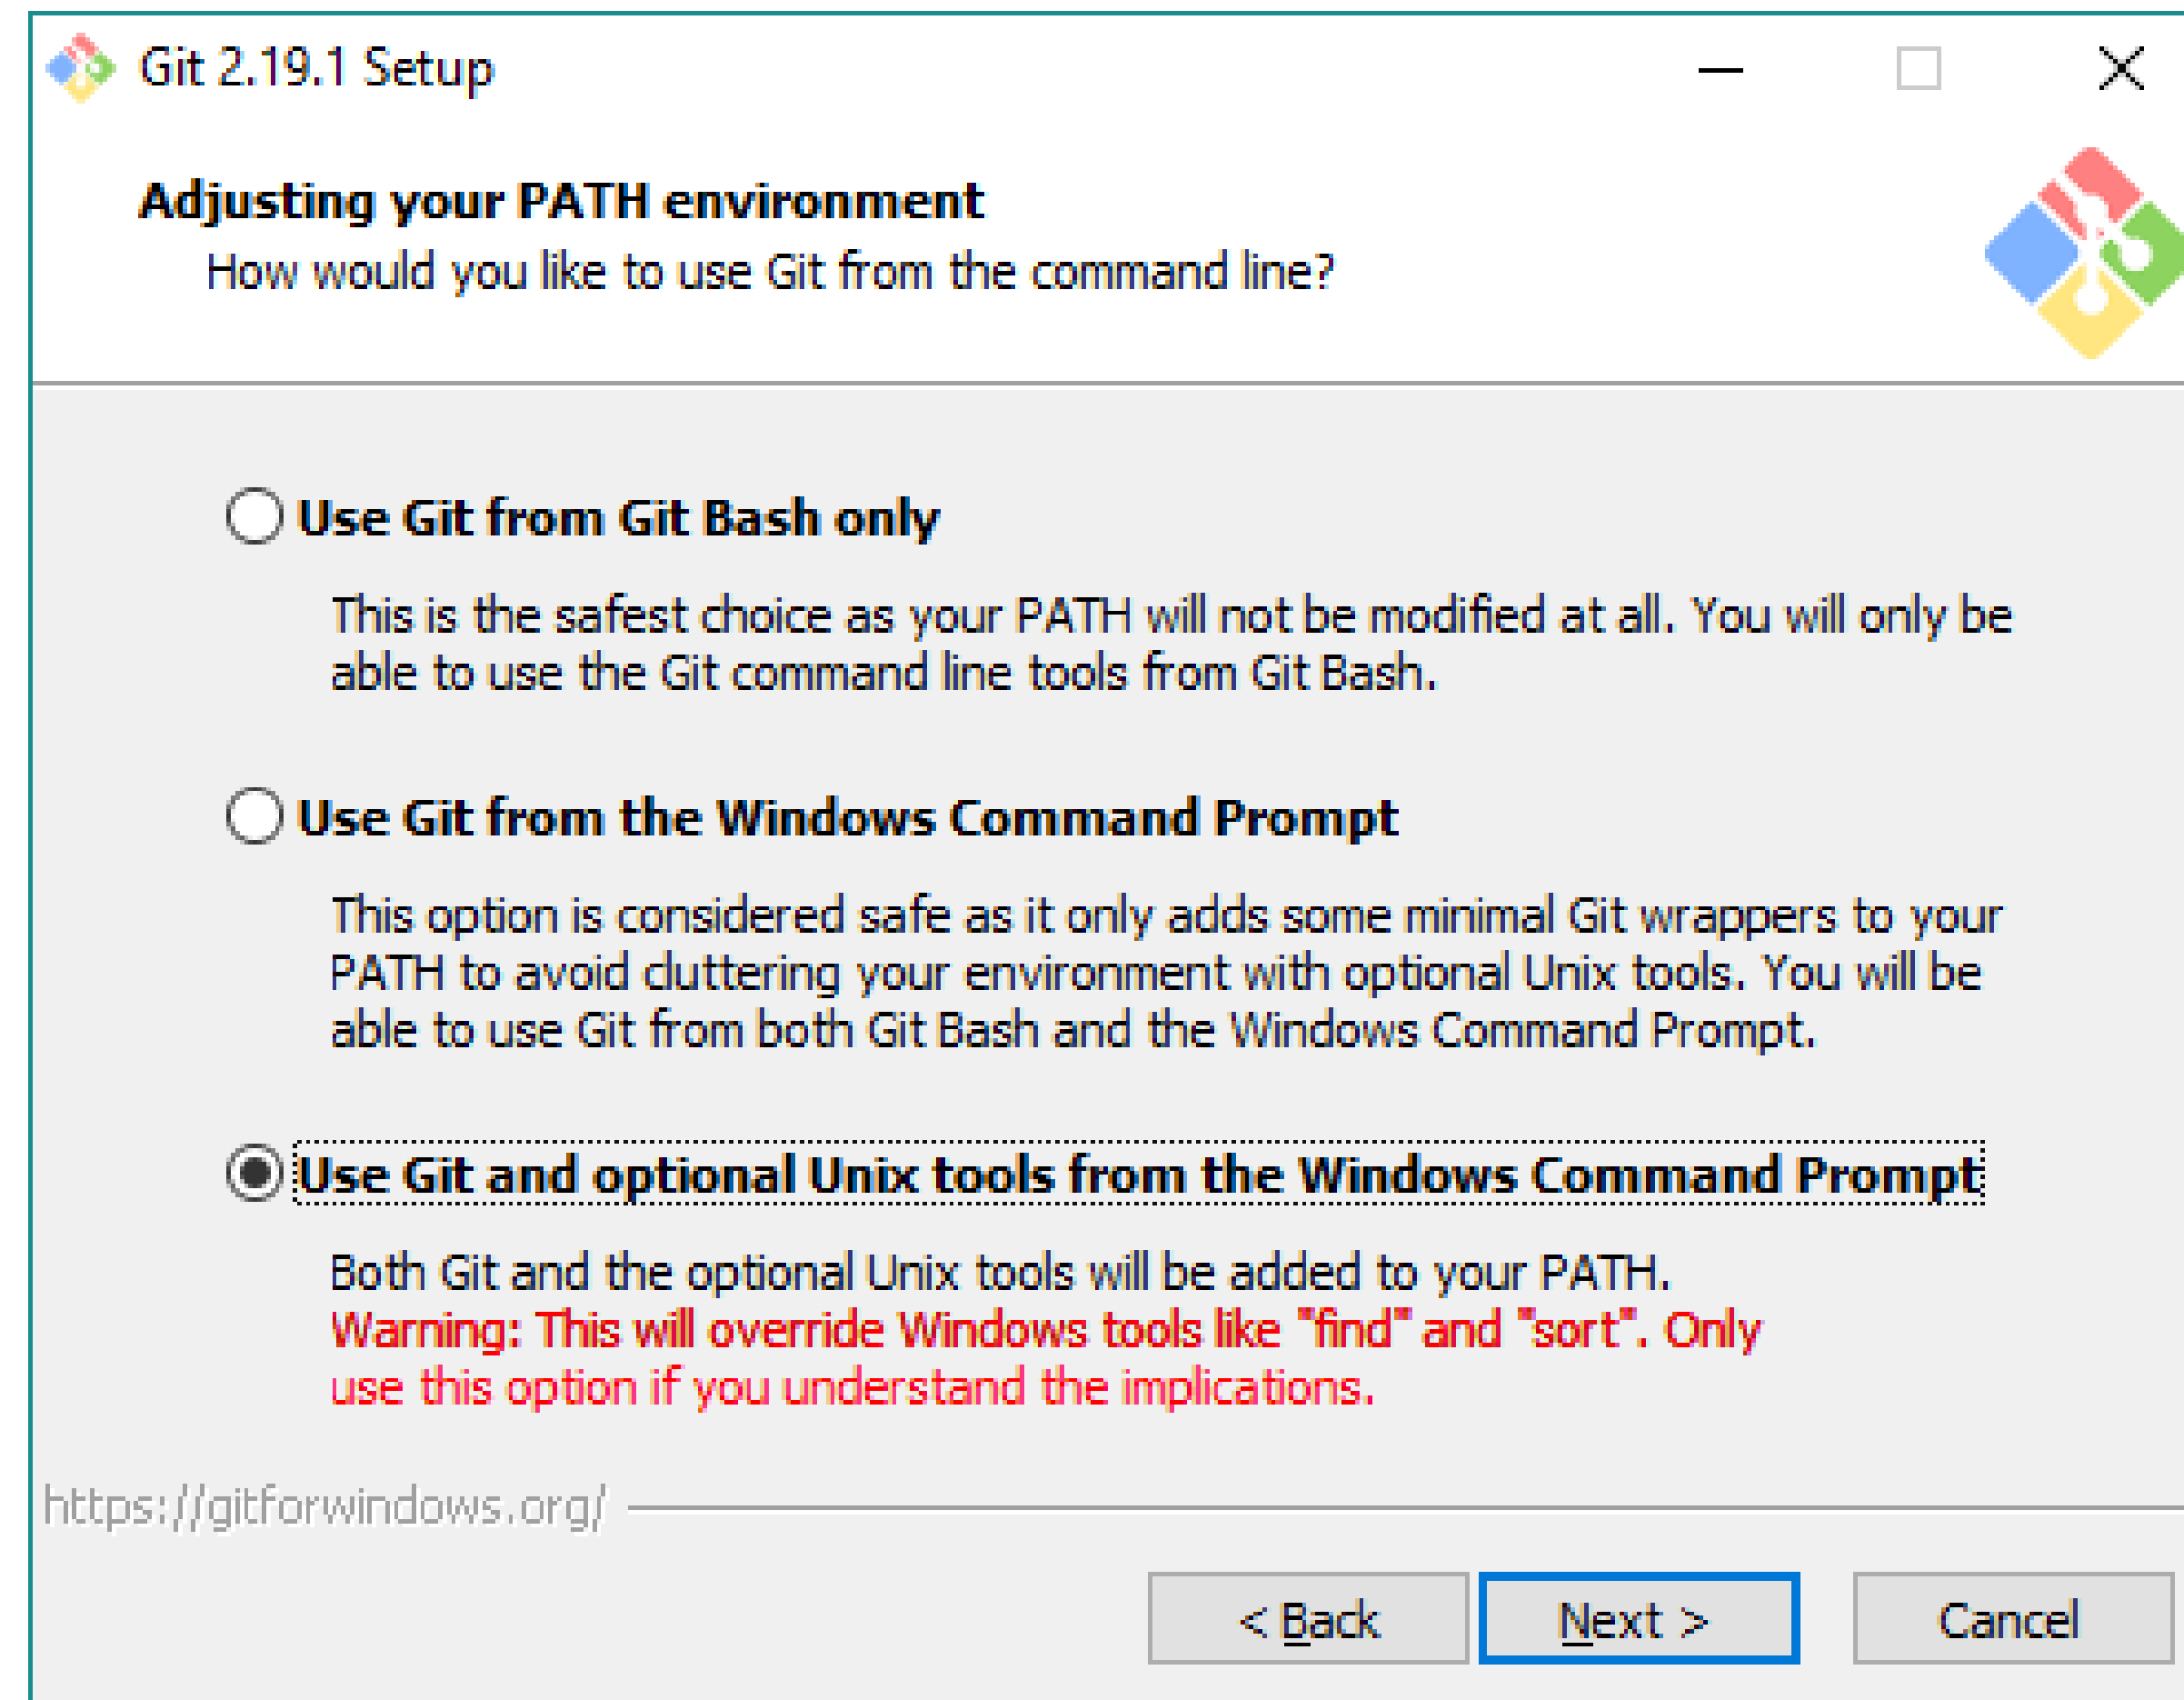 Git 2.19.1 Setup
Adjusting your PATH environment
How would you like to use Git from the command line?
Use Git from Git Bash only
This is the safest choice as your PATH will not be modified at all. You will only be
able to use the Git command line tools from Git Bash.
Use Git from the Windows Command Prompt
This option is considered safe as it only adds some minimal Git wrappers to your
PATH to avoid cluttering your environment with optional Unix tools. You will be
able to use Git from both Git Bash and the Windows Command Prompt.
Use Git and optional Unix tools from the Windows Command Prompt
Both Git and the optional Unix tools will be added to your PATH.
Warning: This will override Windows tools like "find" and "sort". Only
use this option if you understand the implications.
https://gitforwindows.org/
< Back Next > Cancel